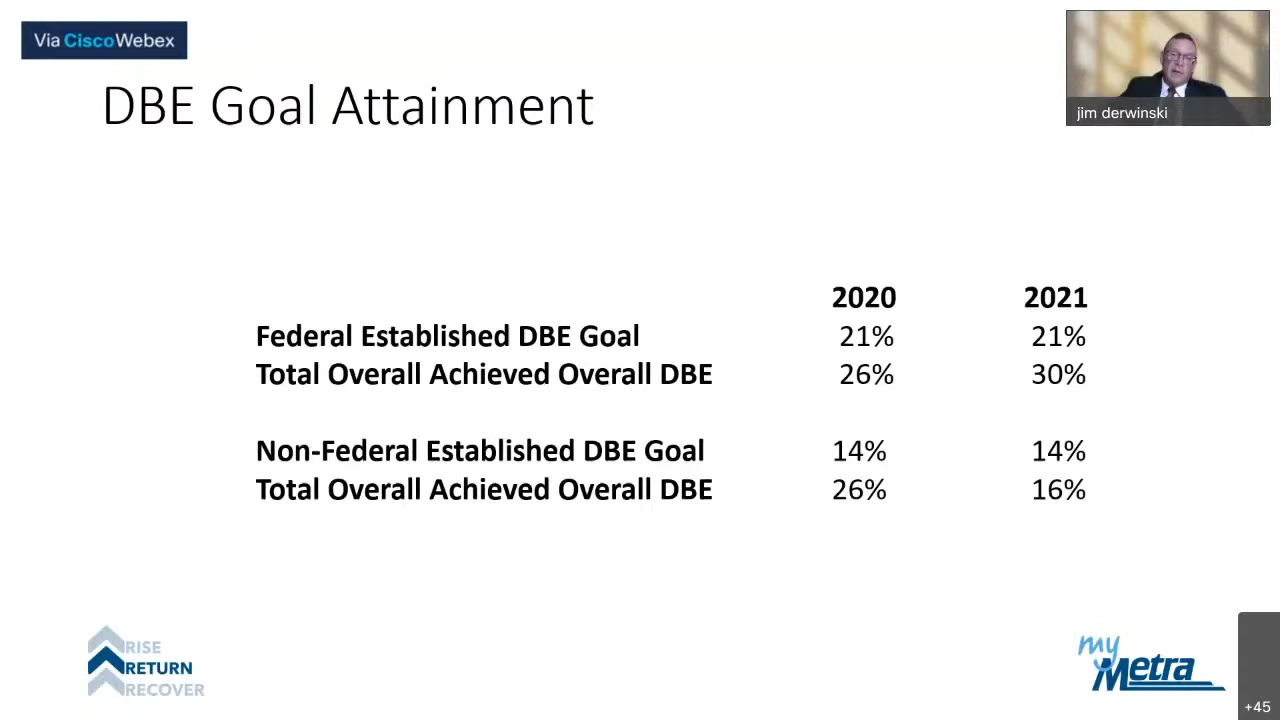 Via CiscoWebex
DBE Goal Attainment
jim derwinski
2020 2021
Federal Established DBE Goal 21% 21%
Total Overall Achieved Overall DBE 26% 30%
Non-Federal Established DBE Goal 14% 14%
Total Overall Achieved Overall DBE 26% 16%
RISE
RETURN
RECOVER
my
Metra
+45